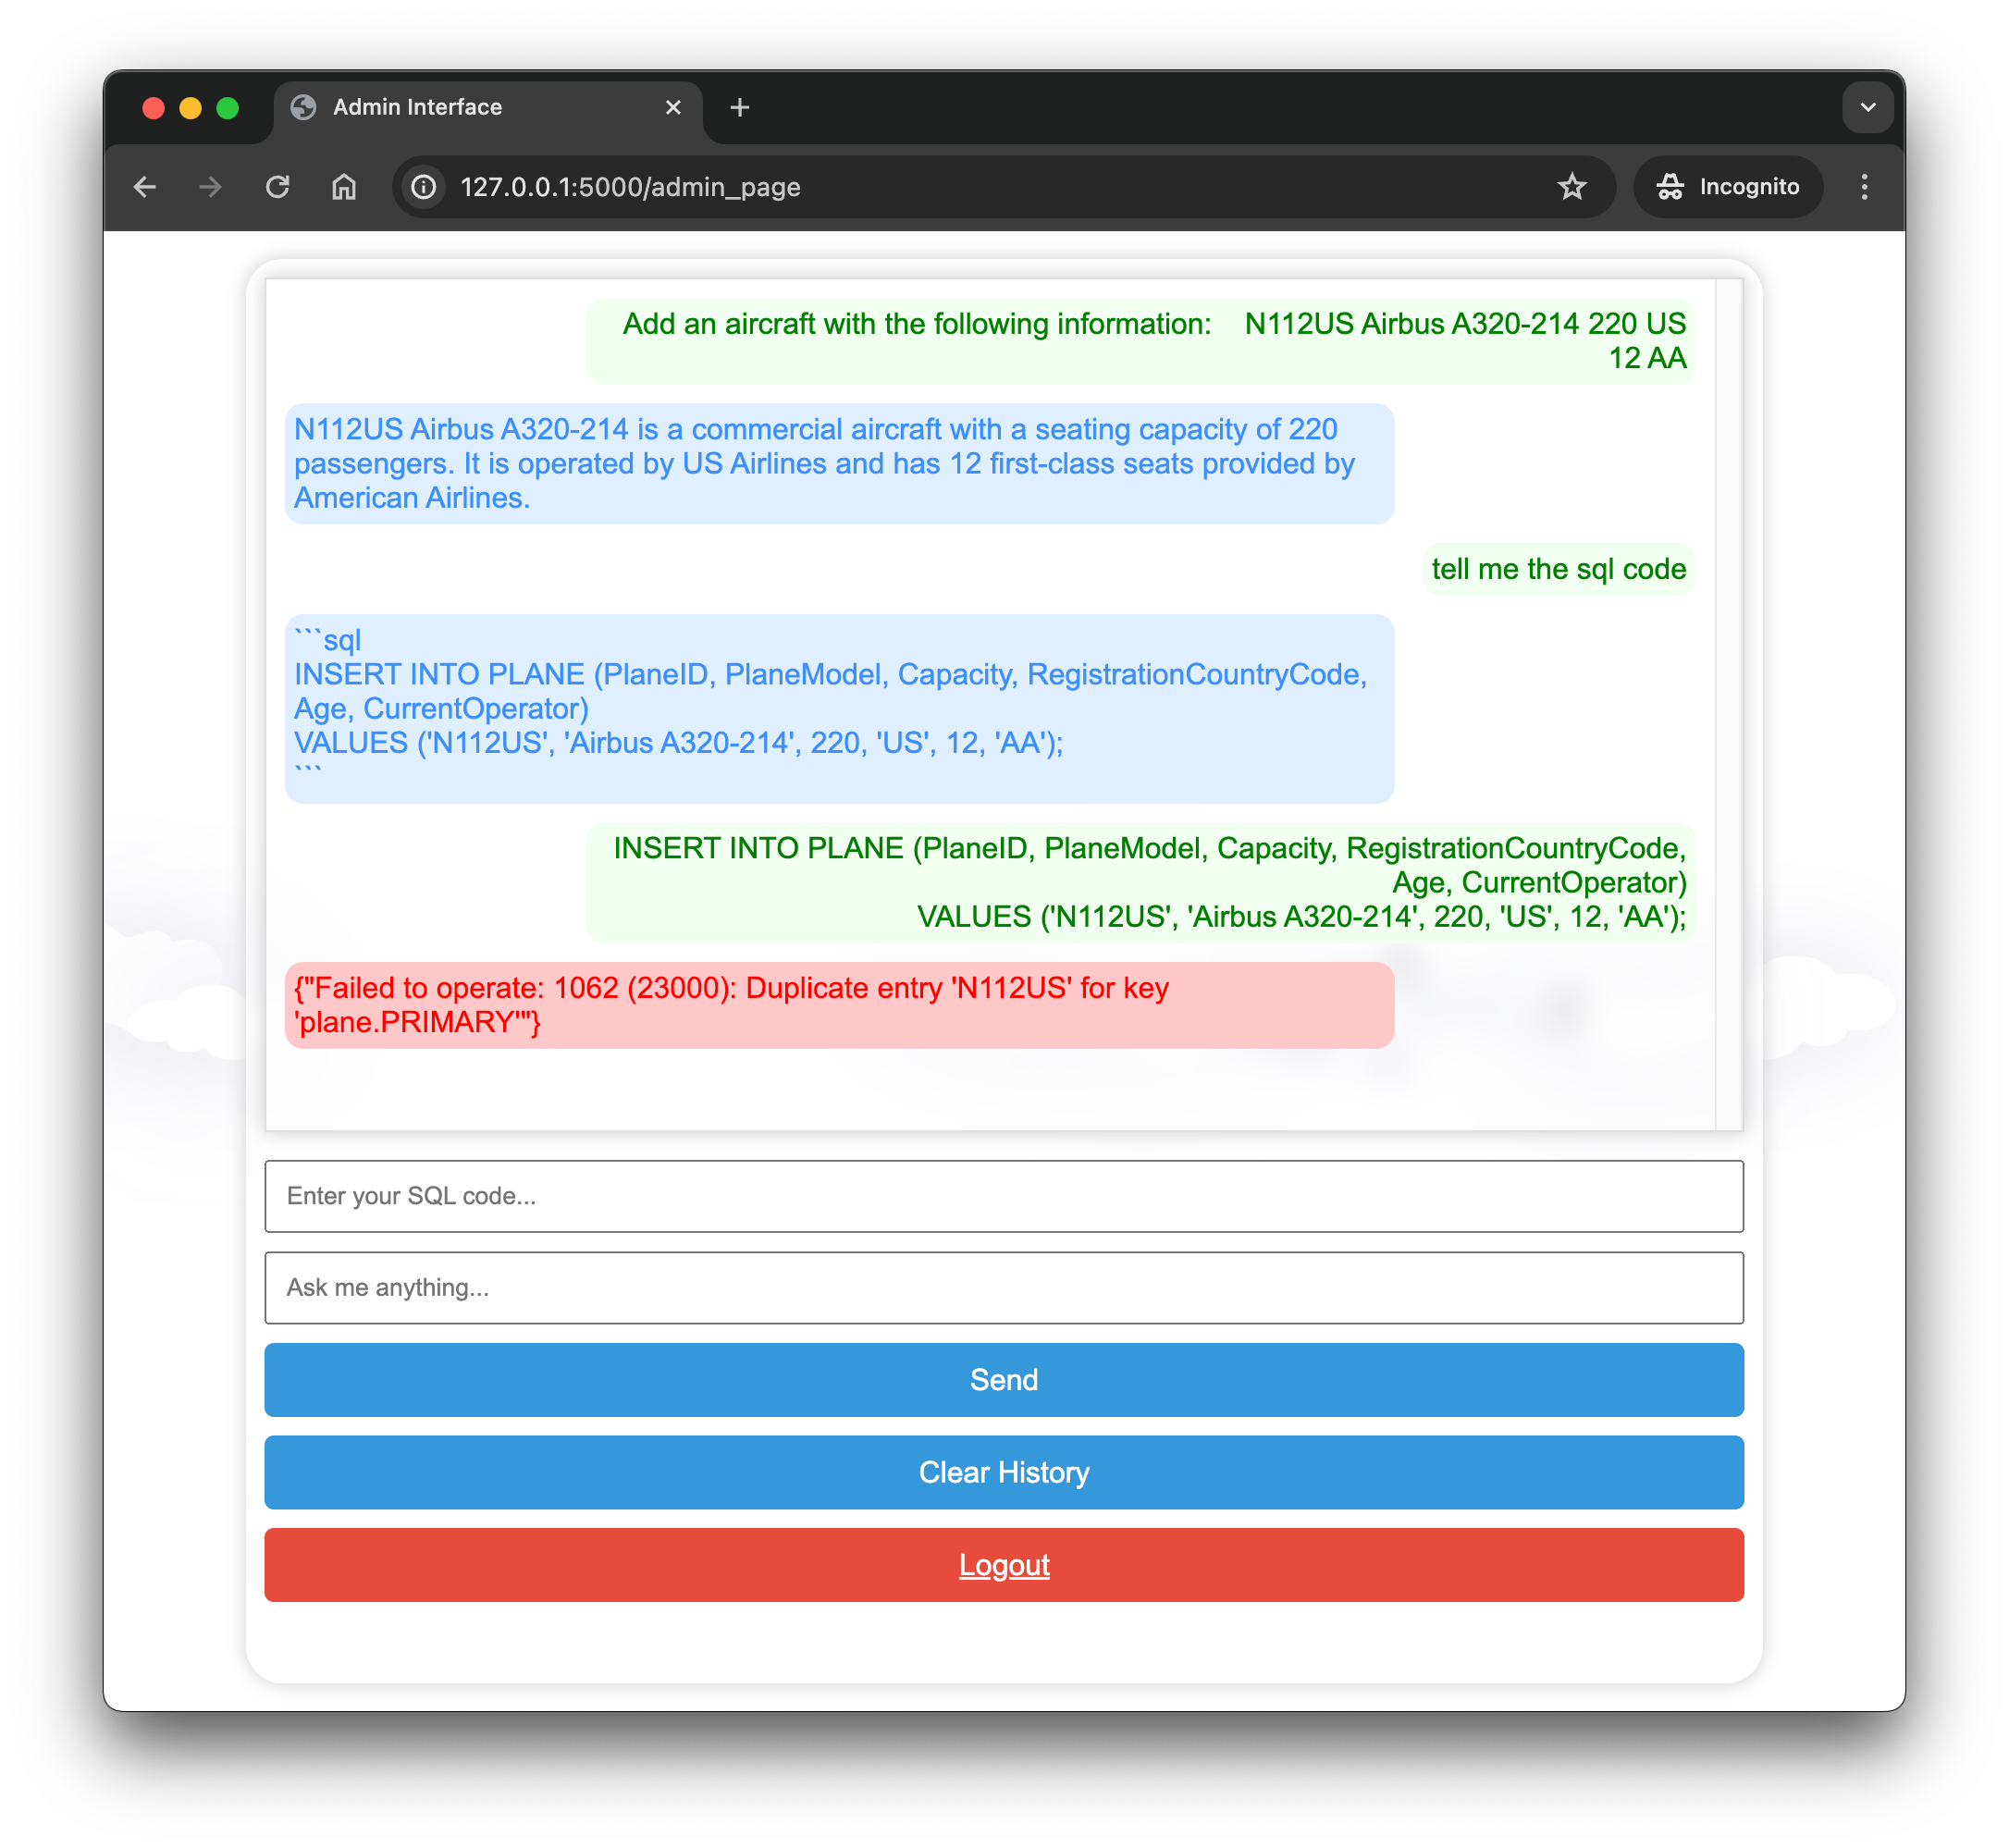 Admin Interface
127.0.0.1:5000/admin_page
Incognito
Add an aircraft with the following information: N112US Airbus A320-214 220 US
12 AA
N112US Airbus A320-214 is a commercial aircraft with a seating capacity of 220
passengers. It is operated by US Airlines and has 12 first-class seats provided by
American Airlines.
tell me the sql code
```sql
INSERT INTO PLANE (PlaneID, PlaneModel, Capacity, RegistrationCountryCode,
Age, CurrentOperator)
VALUES ('N112US', 'Airbus A320-214', 220, 'US', 12, 'AA');
```
INSERT INTO PLANE (PlaneID, PlaneModel, Capacity, RegistrationCountryCode,
Age, CurrentOperator)
VALUES ('N112US', 'Airbus A320-214', 220, 'US', 12, 'AA');
{"Failed to operate: 1062 (23000): Duplicate entry 'N112US' for key
'plane.PRIMARY'"}
Enter your SQL code...
Ask me anything...
Send
Clear History
Logout